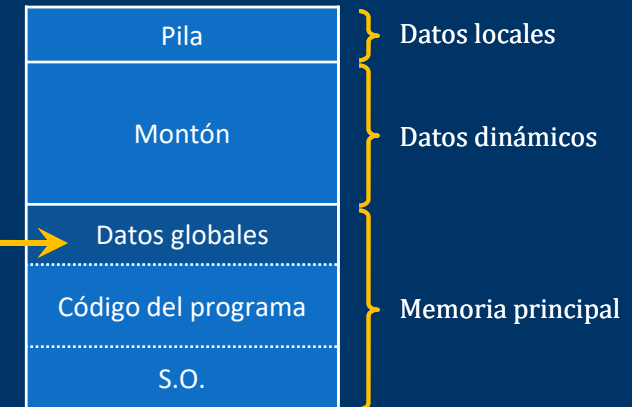 Pila
Datos locales
Montón
Datos dinámicos
Datos globales
Código del programa
Memoria principal
S.O.